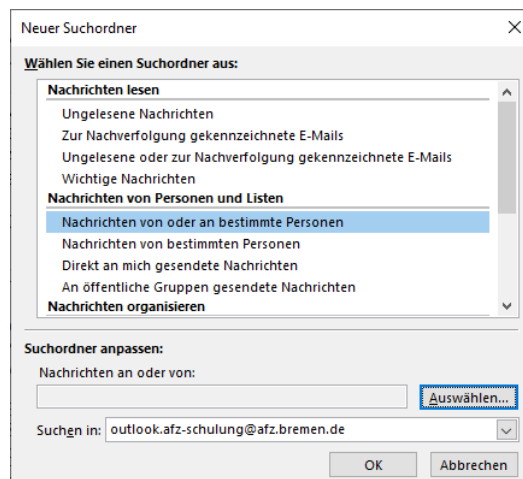 Neuer Suchordner
Wählen Sie einen Suchordner aus:
Nachrichten lesen
Ungelesene Nachrichten
Zur Nachverfolgung gekennzeichnete E-Mails
Ungelesene oder zur Nachverfolgung gekennzeichnete E-Mails
Wichtige Nachrichten
Nachrichten von Personen und Listen
Nachrichten von oder an bestimmte Personen
Nachrichten von bestimmten Personen
Direkt an mich gesendete Nachrichten
An öffentliche Gruppen gesendete Nachrichten
Nachrichten organisieren
Suchordner anpassen:
Nachrichten an oder von:
Auswählen...
Suchen in: outlook.afz-schulung@afz.bremen.de
OK Abbrechen